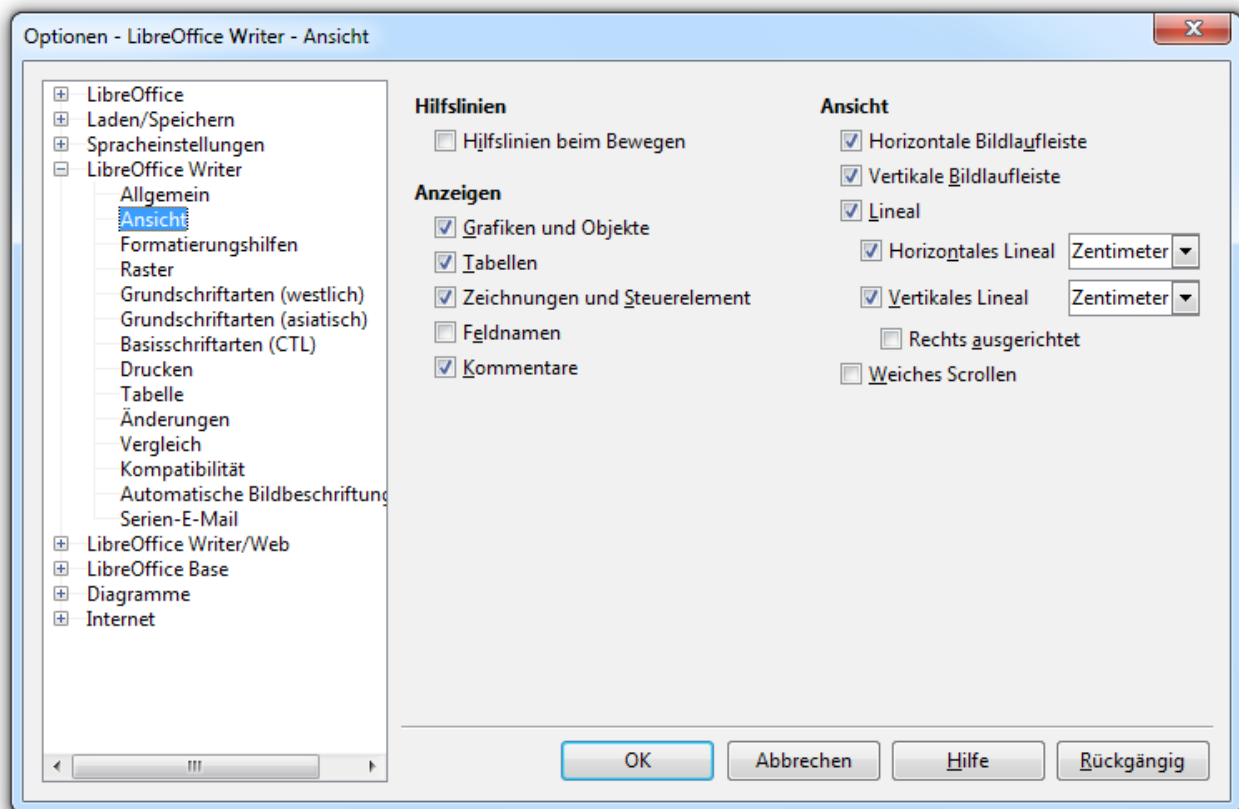 Optionen - LibreOffice Writer - Ansicht
LibreOffice
Laden/Speichern
Spracheinstellungen
LibreOffice Writer
Allgemein
Ansicht
Formatierungshilfen
Raster
Grundschriftarten (westlich)
Grundschriftarten (asiatisch)
Basisschriftarten (CTL)
Drucken
Tabelle
Änderungen
Vergleich
Kompatibilität
Automatische Bildbeschriftung
Serien-E-Mail
LibreOffice Writer/Web
LibreOffice Base
Diagramme
Internet
Hilfslinien
Hilfslinien beim Bewegen
Anzeigen
Grafiken und Objekte
Tabellen
Zeichnungen und Steuerelement
Feldnamen
Kommentare
Ansicht
Horizontale Bildlaufleiste
Vertikale Bildlaufleiste
Lineal
Horizontales Lineal Zentimeter
Vertikales Lineal Zentimeter
Rechts ausgerichtet
Weiches Scrollen
OK Abbrechen Hilfe Rückgängig